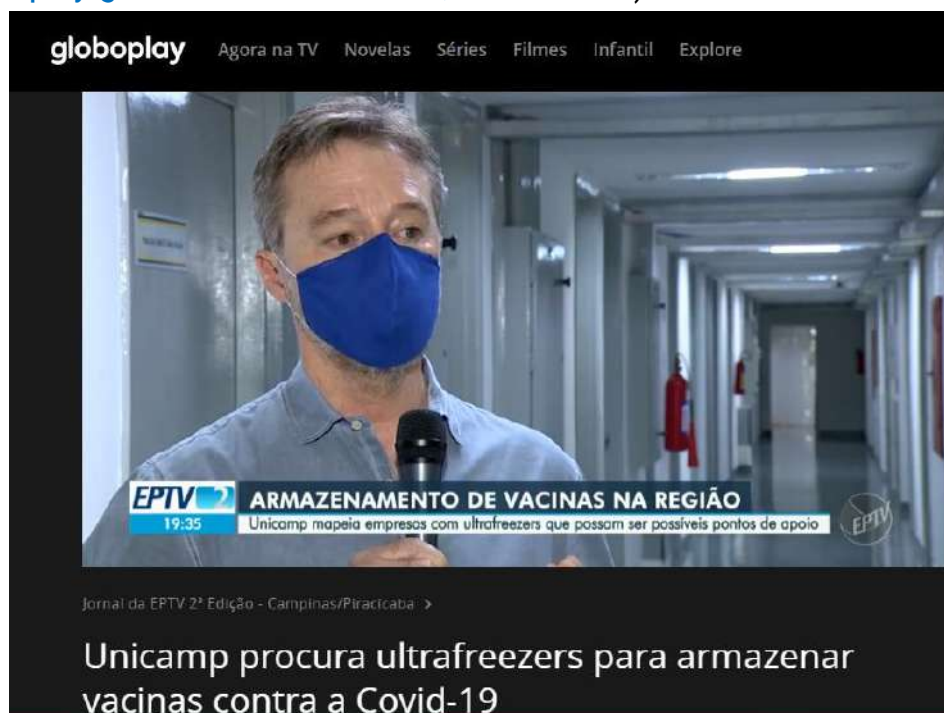 globoplay Agora na TV Novelas Séries Filmes Infantil Explore
EPTV 2 ARMAZENAMENTO DE VACINAS NA REGIÃO
19:35 Unicamp mapeia empresas com ultrafreezers que possam ser possíveis pontos de apoio
EPTV
Jornal da EPTV 2ª Edição - Campinas/Piracicaba >
Unicamp procura ultrafreezers para armazenar
vacinas contra a Covid-19